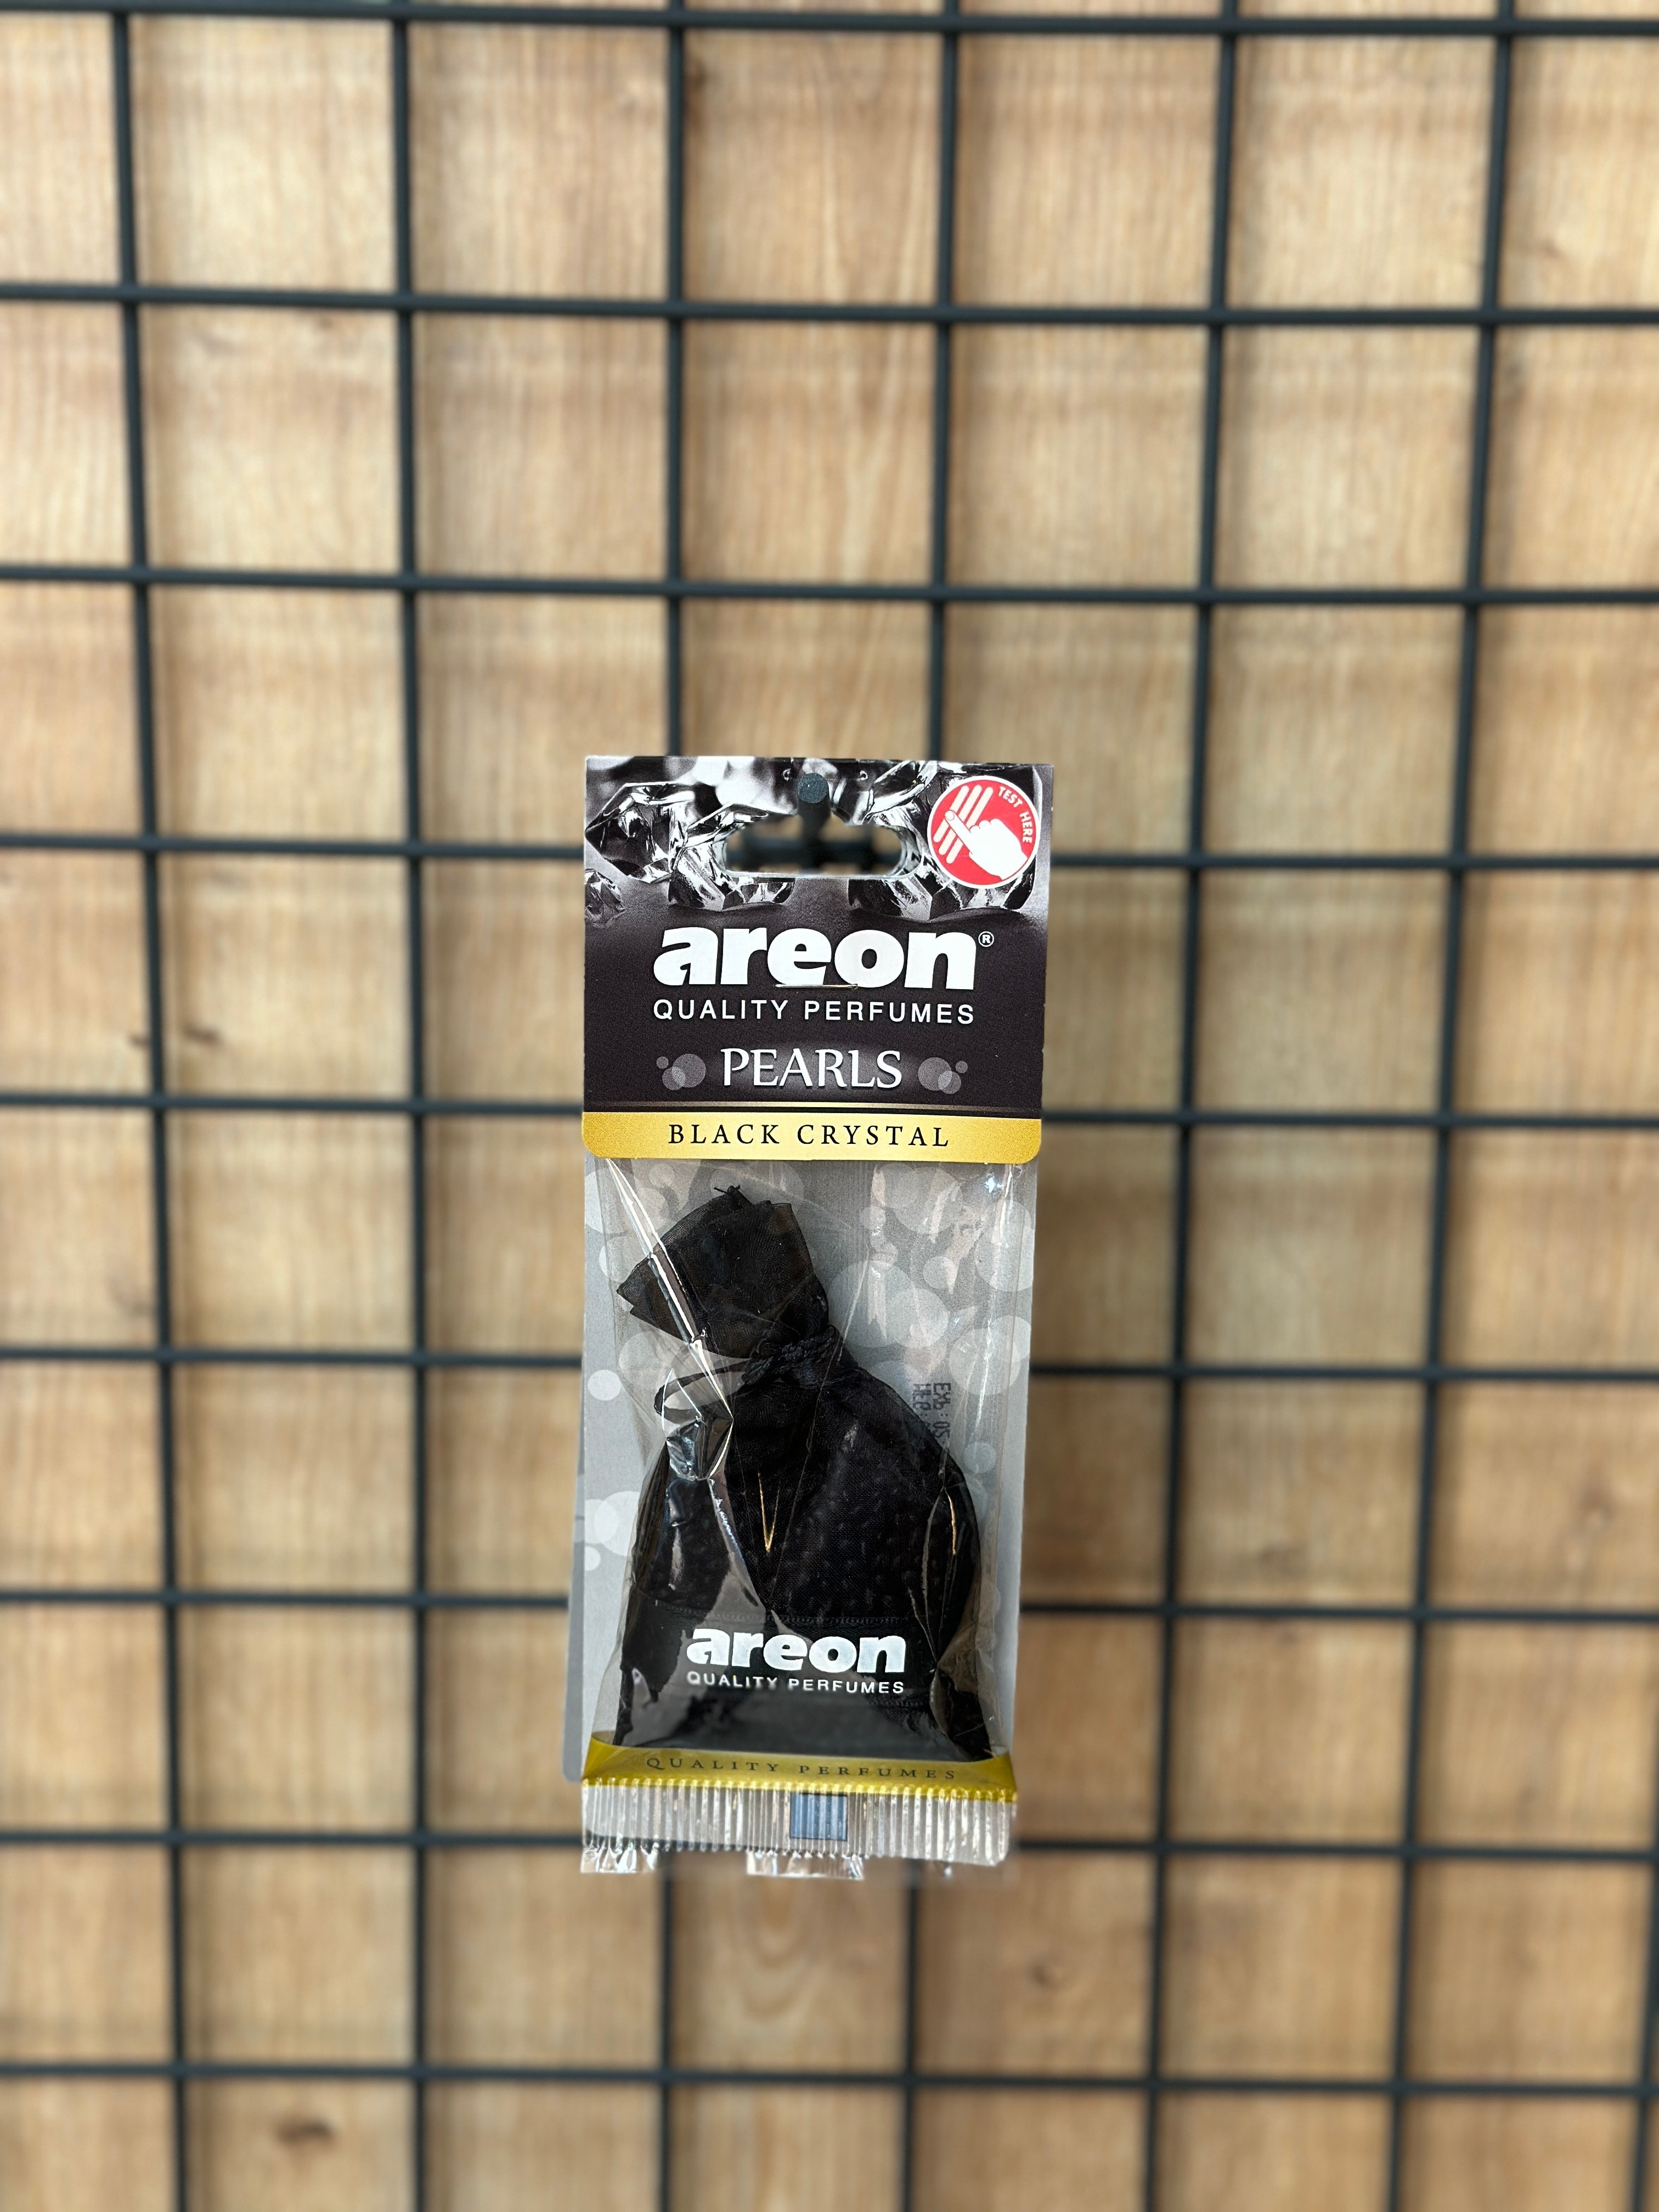 TEST HERE
areon®
QUALITY PERFUMES
PEARLS
BLACK CRYSTAL
areon
QUALITY PERFUMES
QUALITY PERFUMES